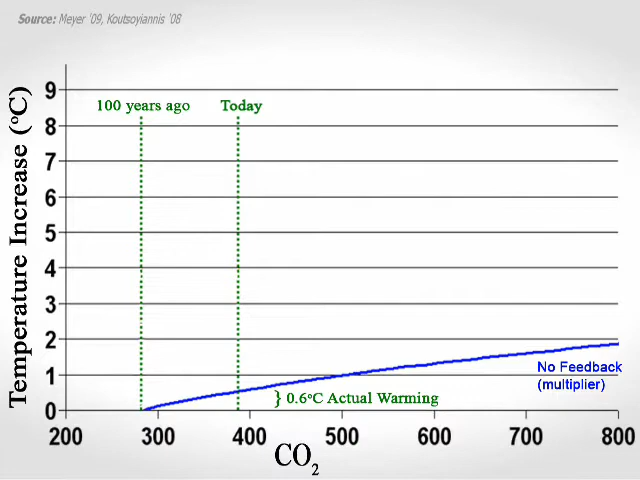 Source: Meyer '09, Koutsoyiannis '08
Temperature Increase (°C)
9
8
7
6
5
4
3
2
1
0
100 years ago
Today
No Feedback
(multiplier)
} 0.6°C Actual Warming
200 300 400 500 600 700 800
CO₂